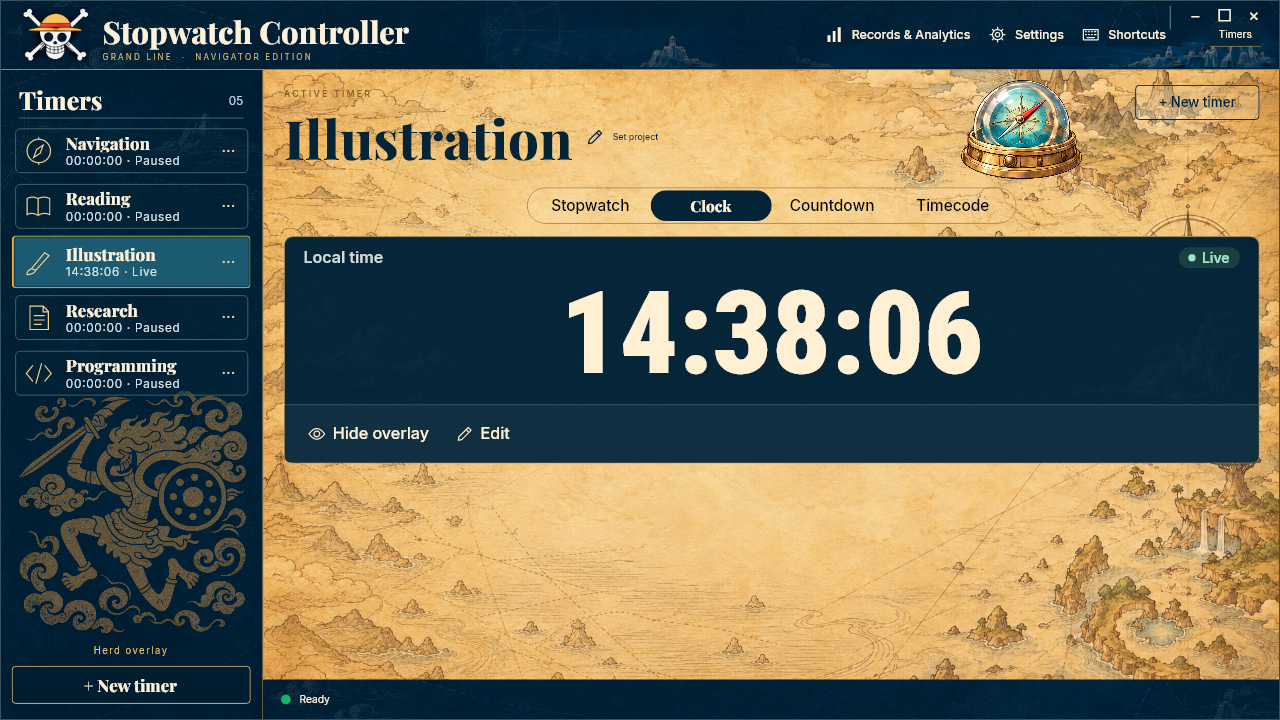 Stopwatch Controller
GRAND LINE · NAVIGATOR EDITION
Records & Analytics
Settings
Shortcuts
Timers
Timers
05
Navigation
00:00:00 · Paused
Reading
00:00:00 · Paused
Illustration
14:38:06 · Live
Research
00:00:00 · Paused
Programming
00:00:00 · Paused
Herd overlay
+ New timer
ACTIVE TIMER
+ New timer
Illustration
Set project
Stopwatch
Clock
Countdown
Timecode
Local time
Live
14:38:06
Hide overlay
Edit
Ready